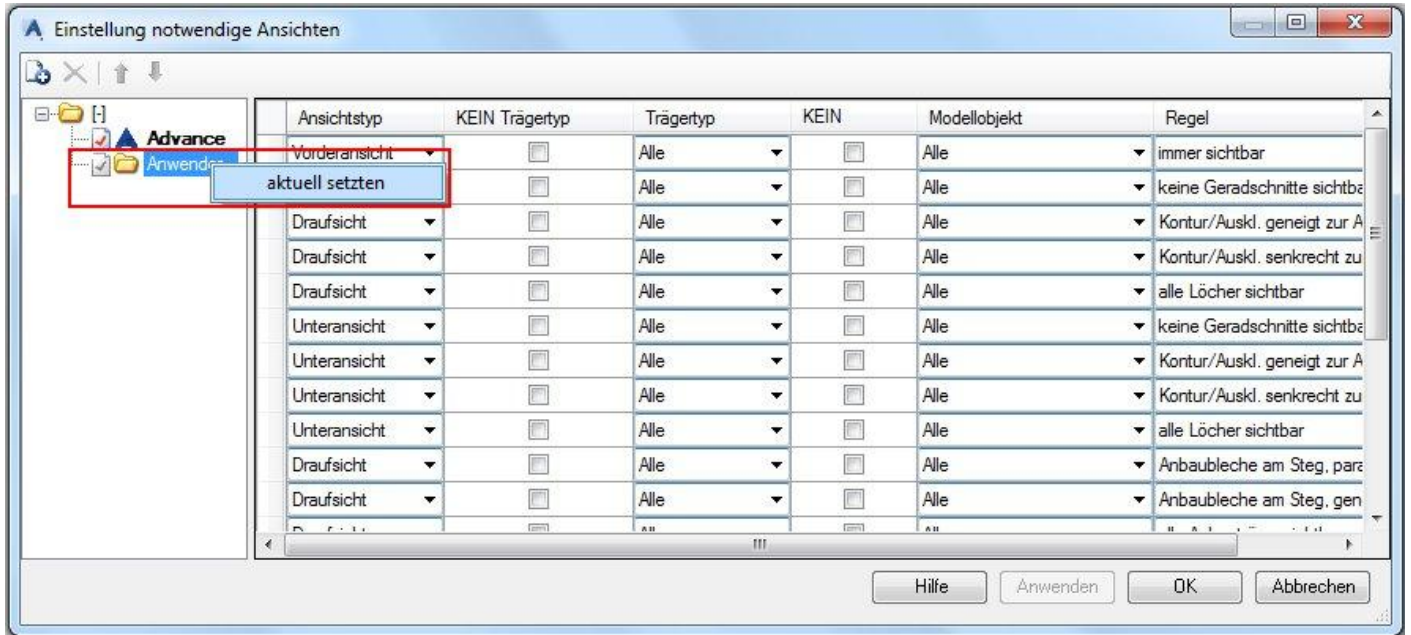 Einstellung notwendige Ansichten
[-]
Advance
Anwender
aktuell setzten
Ansichtstyp KEIN Trägertyp Trägertyp KEIN Modellobjekt Regel
Vorderansicht Alle Alle immer sichtbar
Alle Alle keine Geradschnitte sichtba
Draufsicht Alle Alle Kontur/Auskl. geneigt zur A
Draufsicht Alle Alle Kontur/Auskl. senkrecht zu
Draufsicht Alle Alle alle Löcher sichtbar
Unteransicht Alle Alle keine Geradschnitte sichtba
Unteransicht Alle Alle Kontur/Auskl. geneigt zur A
Unteransicht Alle Alle Kontur/Auskl. senkrecht zu
Unteransicht Alle Alle alle Löcher sichtbar
Draufsicht Alle Alle Anbaubleche am Steg, para
Draufsicht Alle Alle Anbaubleche am Steg, gen
Hilfe Anwenden OK Abbrechen